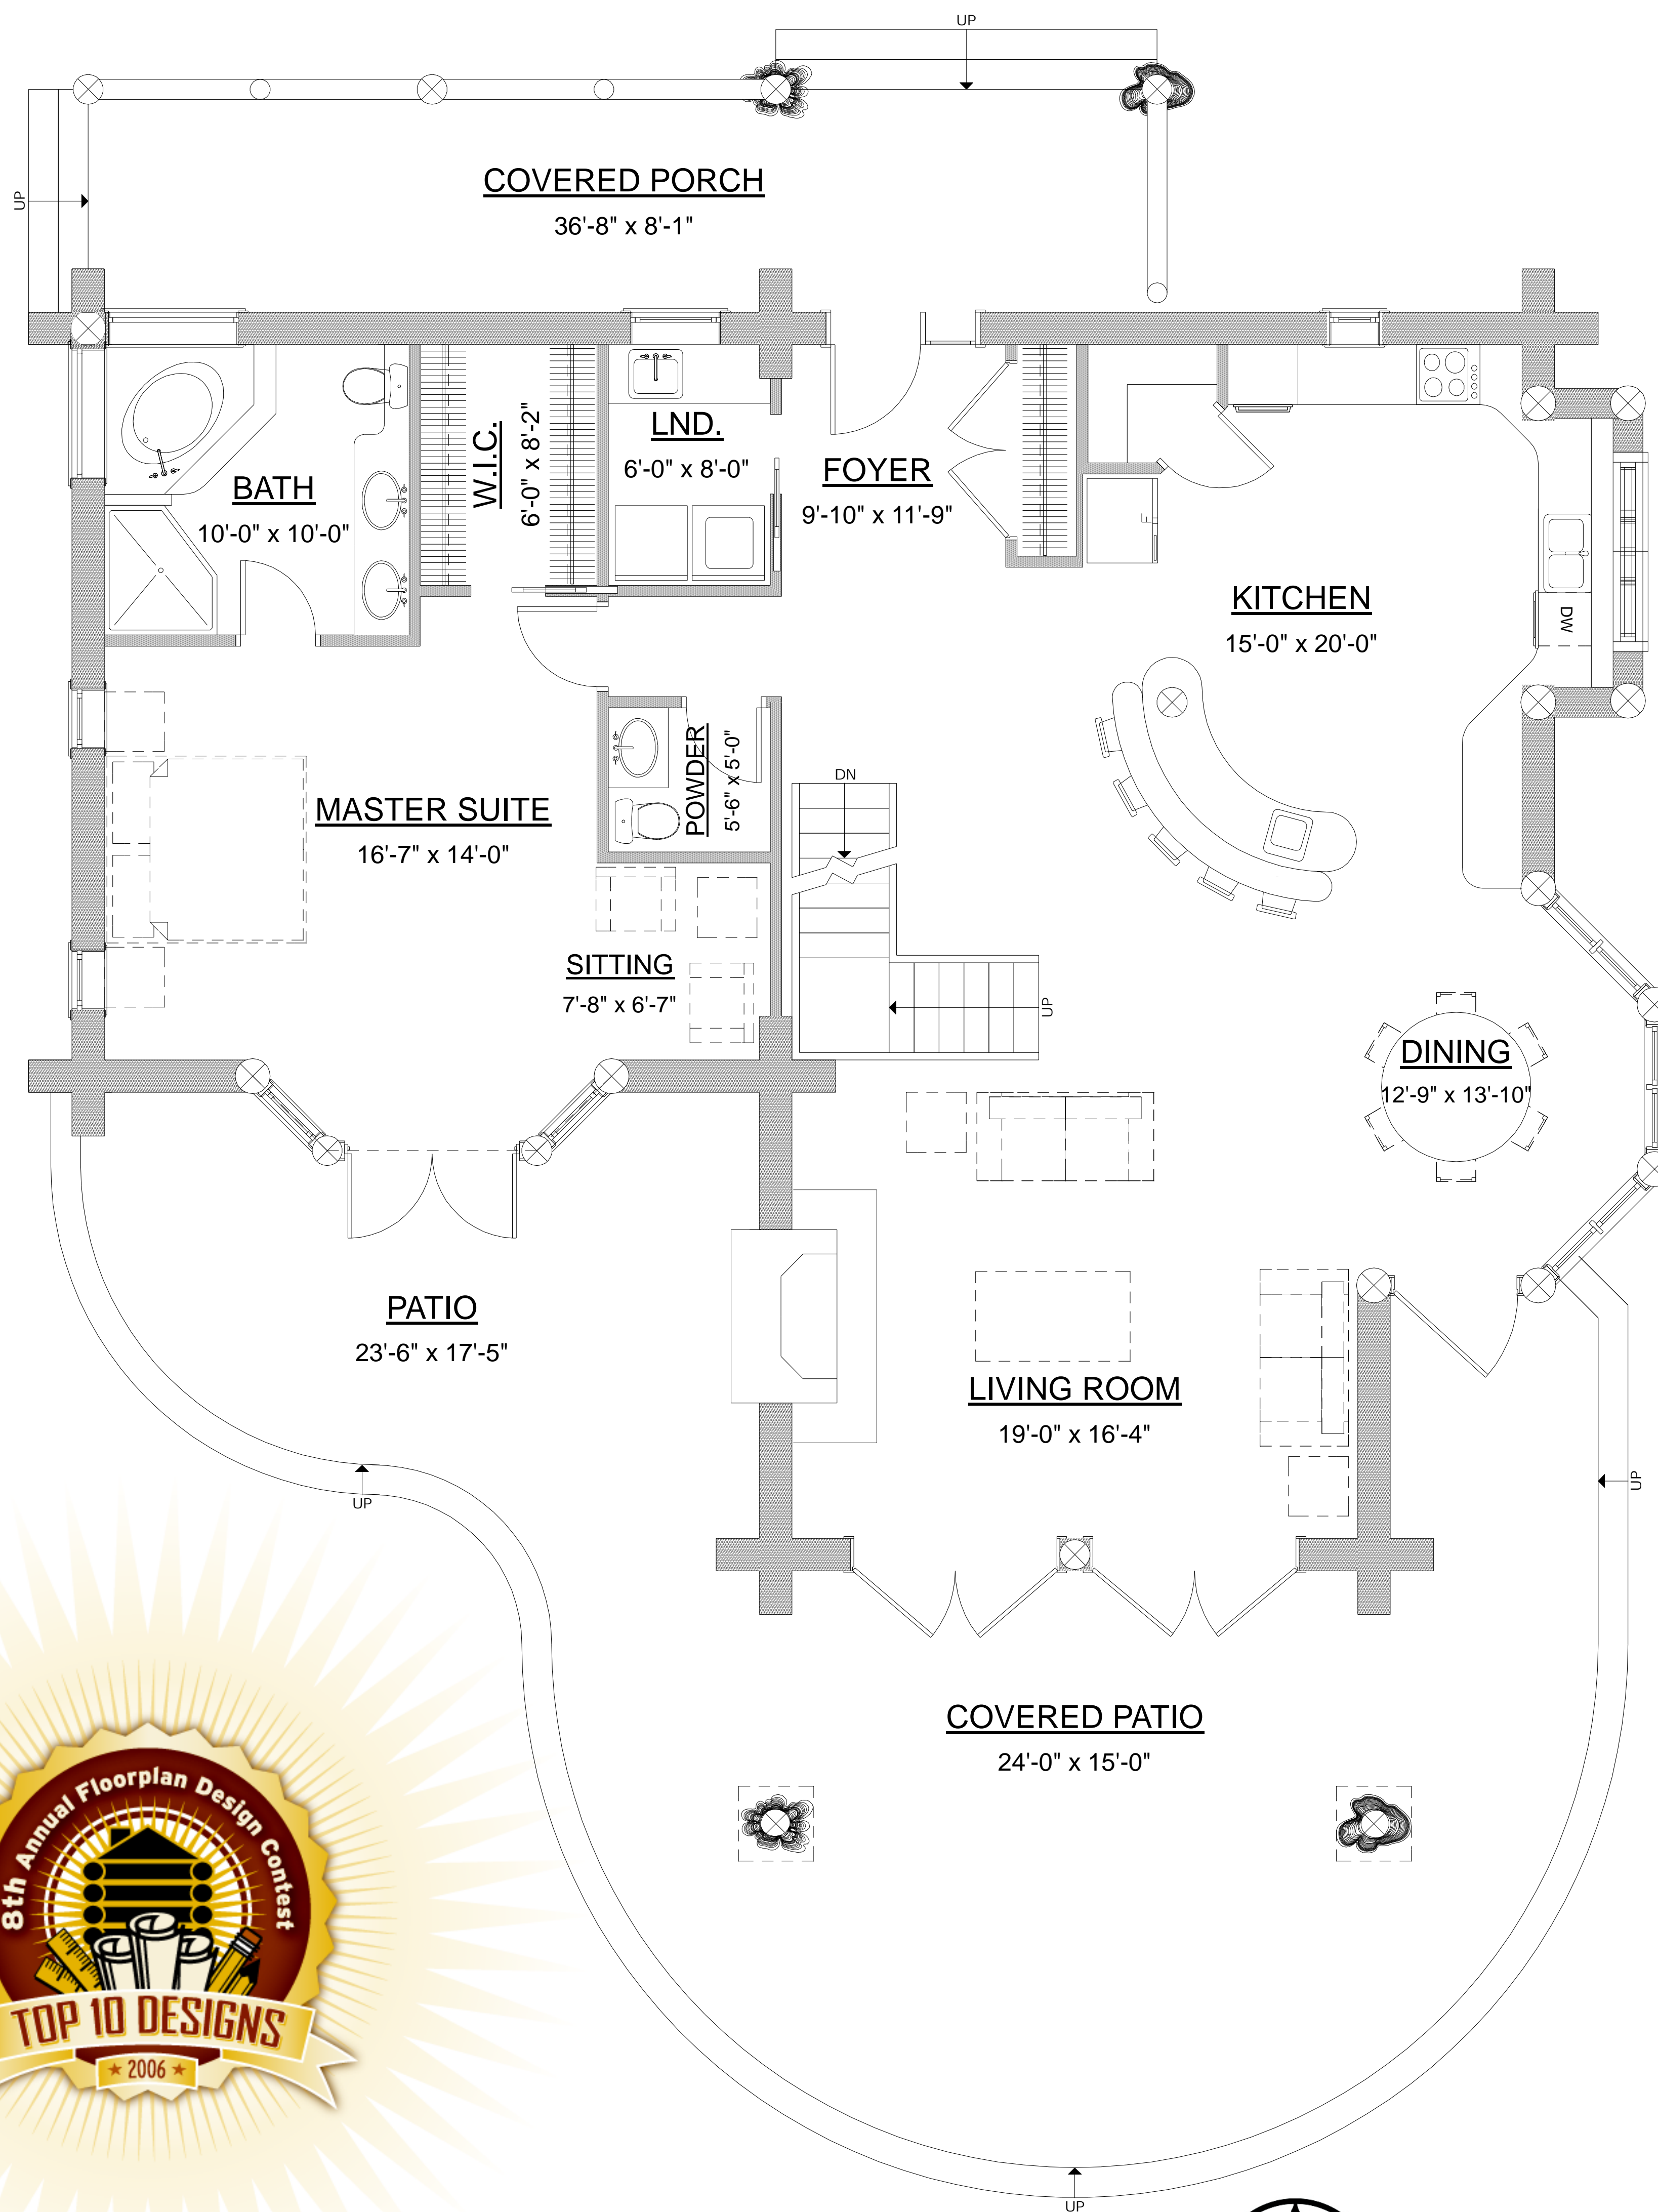 UP
UP
COVERED PORCH
36'-8" x 8'-1"
BATH
10'-0" x 10'-0"
W.I.C.
6'-0" x 8'-2"
LND.
6'-0" x 8'-0"
FOYER
9'-10" x 11'-9"
F
KITCHEN
15'-0" x 20'-0"
DW
POWDER
5'-6" x 5'-0"
DN
MASTER SUITE
16'-7" x 14'-0"
SITTING
7'-8" x 6'-7"
UP
DINING
12'-9" x 13'-10"
PATIO
23'-6" x 17'-5"
LIVING ROOM
19'-0" x 16'-4"
UP
UP
COVERED PATIO
24'-0" x 15'-0"
8th Annual Floorplan Design Contest
TOP 10 DESIGNS
2006
UP